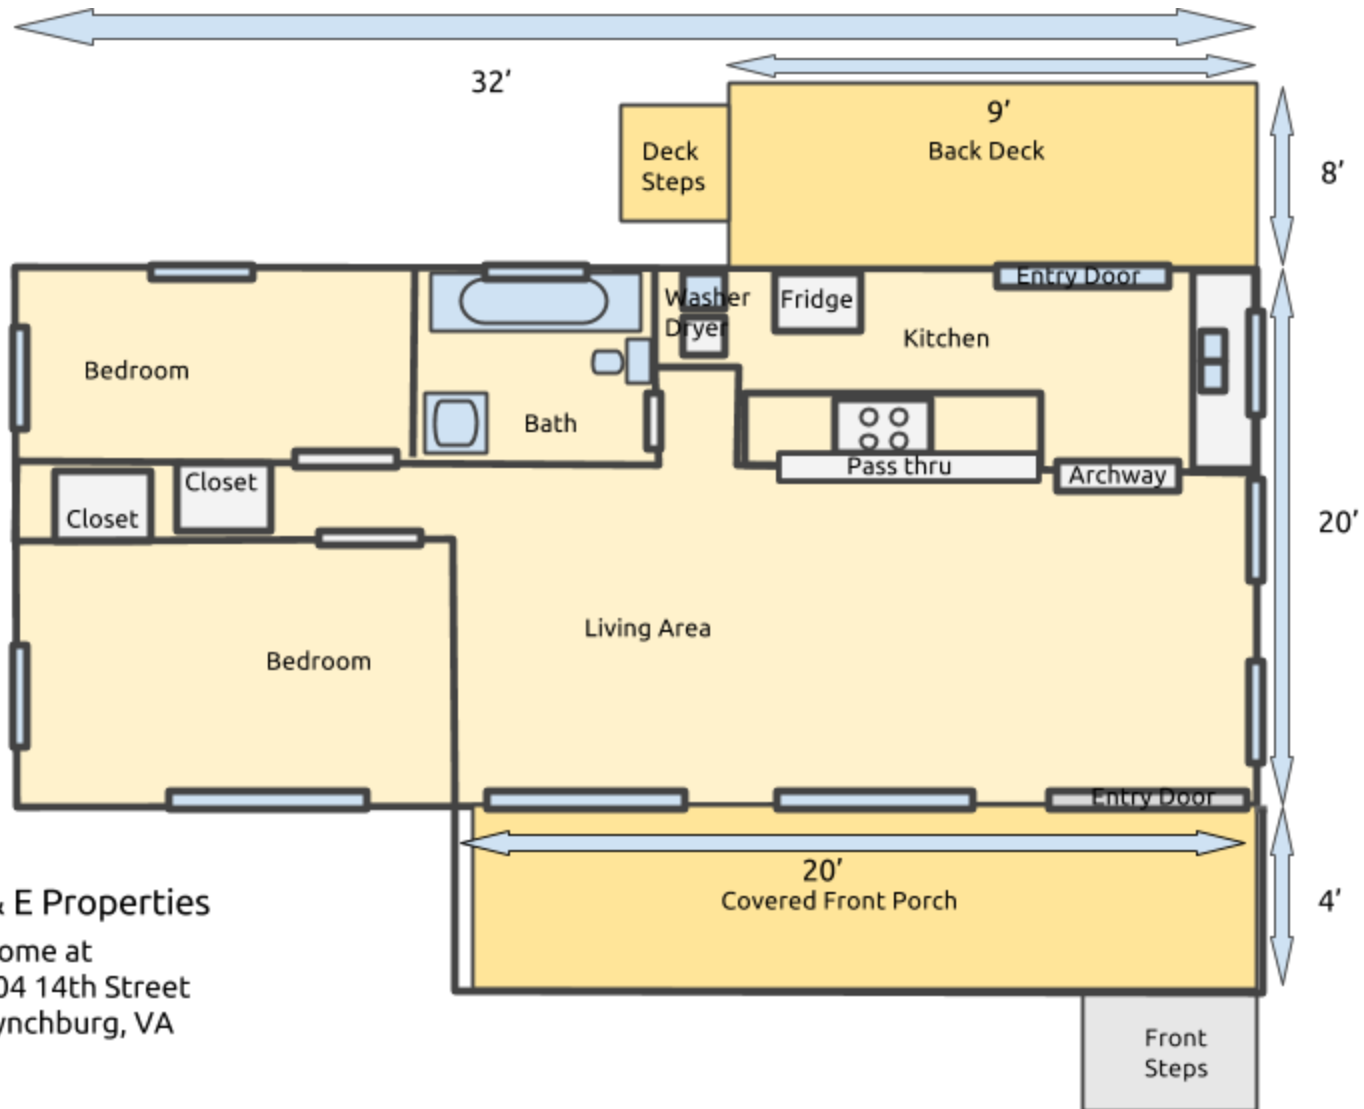 32’
9’
Back Deck
Deck
Steps
8’
Entry Door
Washer
Dryer
Fridge
Kitchen
Bedroom
Bath
Pass thru
Archway
Closet
Closet
20’
Living Area
Bedroom
Entry Door
20’
Covered Front Porch
4’
E Properties
ome at
04 14th Street
ynchburg, VA
Front
Steps